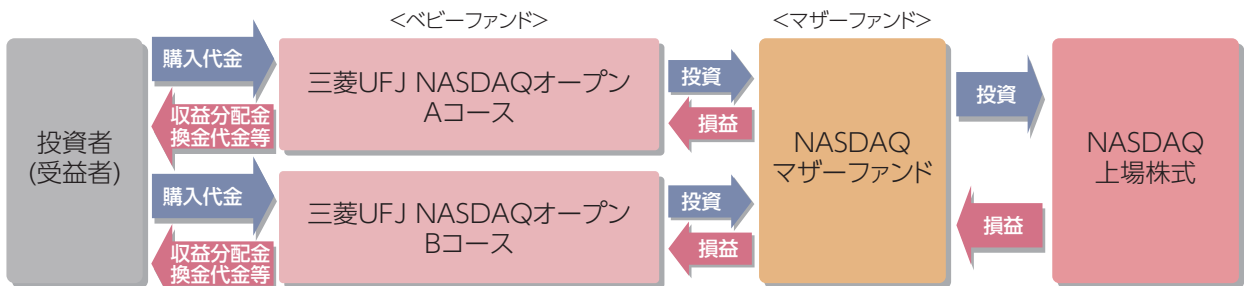 <ベビーファンド>
<マザーファンド>
投資者
(受益者)
購入代金
収益分配金
換金代金等
三菱UFJ NASDAQオープン
Aコース
投資
損益
購入代金
収益分配金
換金代金等
三菱UFJ NASDAQオープン
Bコース
投資
損益
NASDAQ
マザーファンド
投資
損益
NASDAQ
上場株式